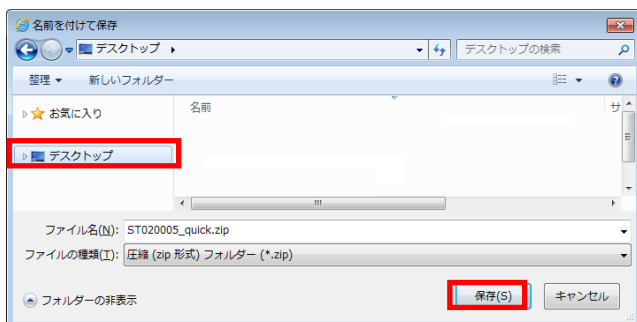 名前を付けて保存
デスクトップ
デスクトップの検索
整理 新しいフォルダー
お気に入り
名前
サ
デスクトップ
ファイル名(N): ST020005_quick.zip
ファイルの種類(T): 圧縮 (zip 形式) フォルダー (*.zip)
フォルダーの非表示
保存(S) キャンセル